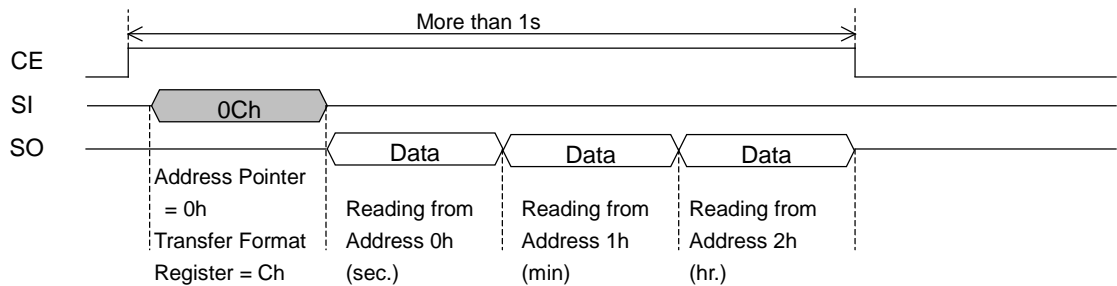 More than 1s
CE
SI
0Ch
SO
Data Data Data
Address Pointer
= 0h
Transfer Format
Register = Ch
Reading from
Address 0h
(sec.)
Reading from
Address 1h
(min)
Reading from
Address 2h
(hr.)